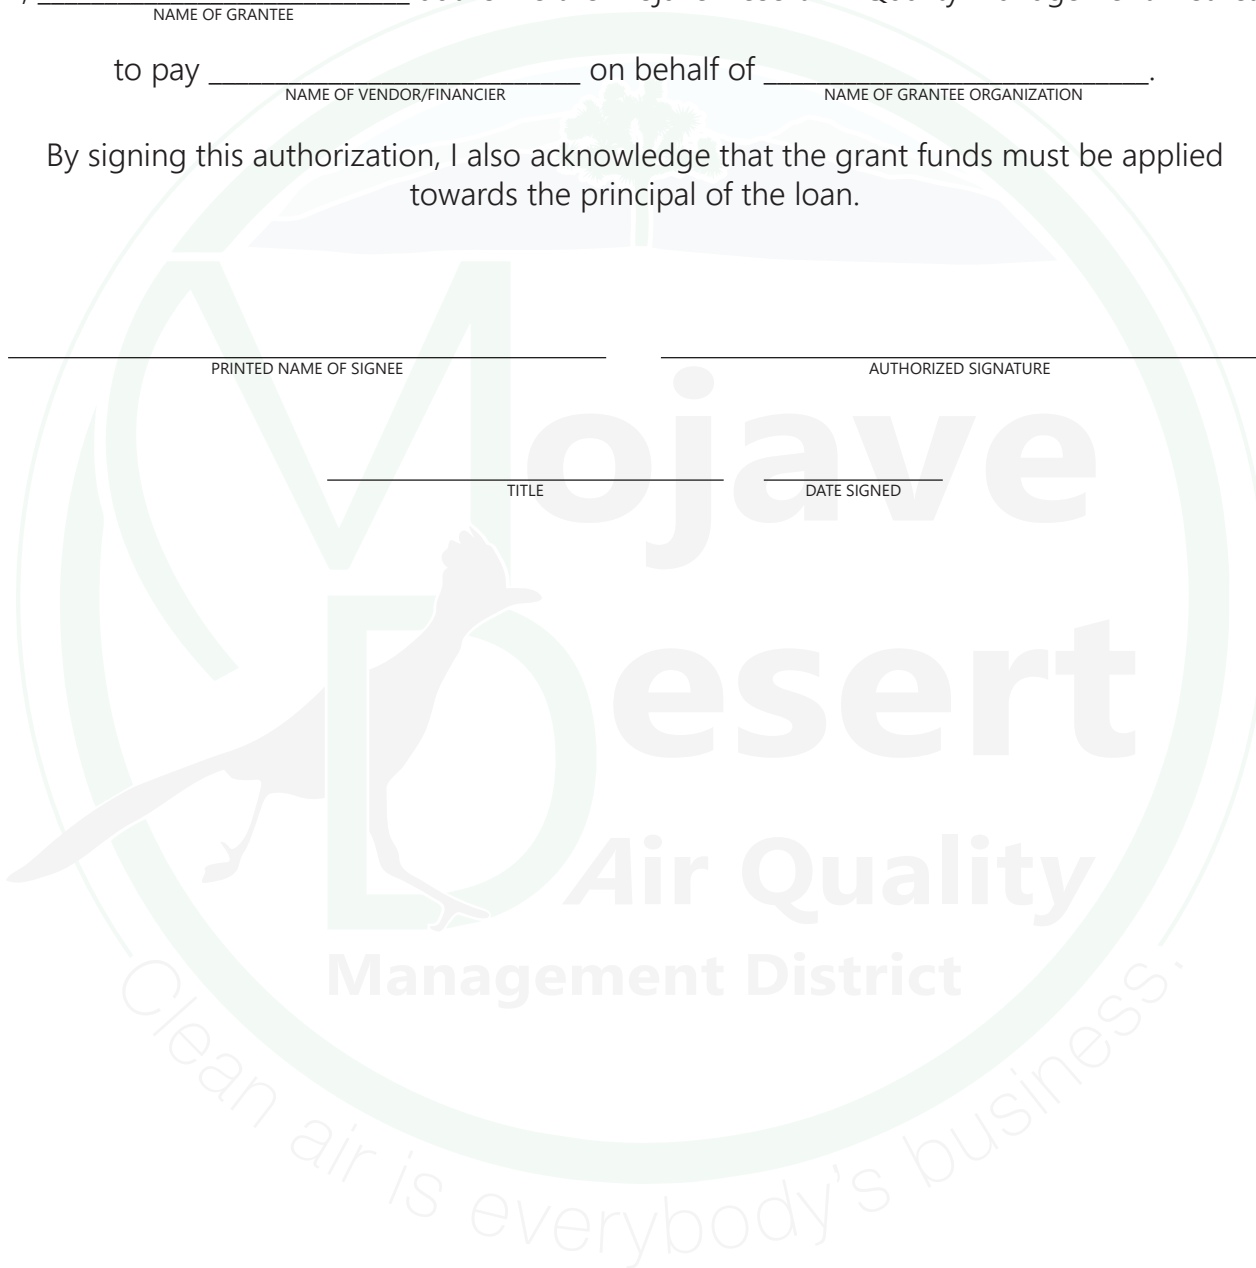 NAME OF GRANTEE
to pay ____________________________ on behalf of _____________________________.
NAME OF VENDOR/FINANCIER NAME OF GRANTEE ORGANIZATION
By signing this authorization, I also acknowledge that the grant funds must be applied
towards the principal of the loan.
PRINTED NAME OF SIGNEE AUTHORIZED SIGNATURE
TITLE DATE SIGNED
Mojave
Desert
Air Quality
Management District
Clean air is everybody's business.